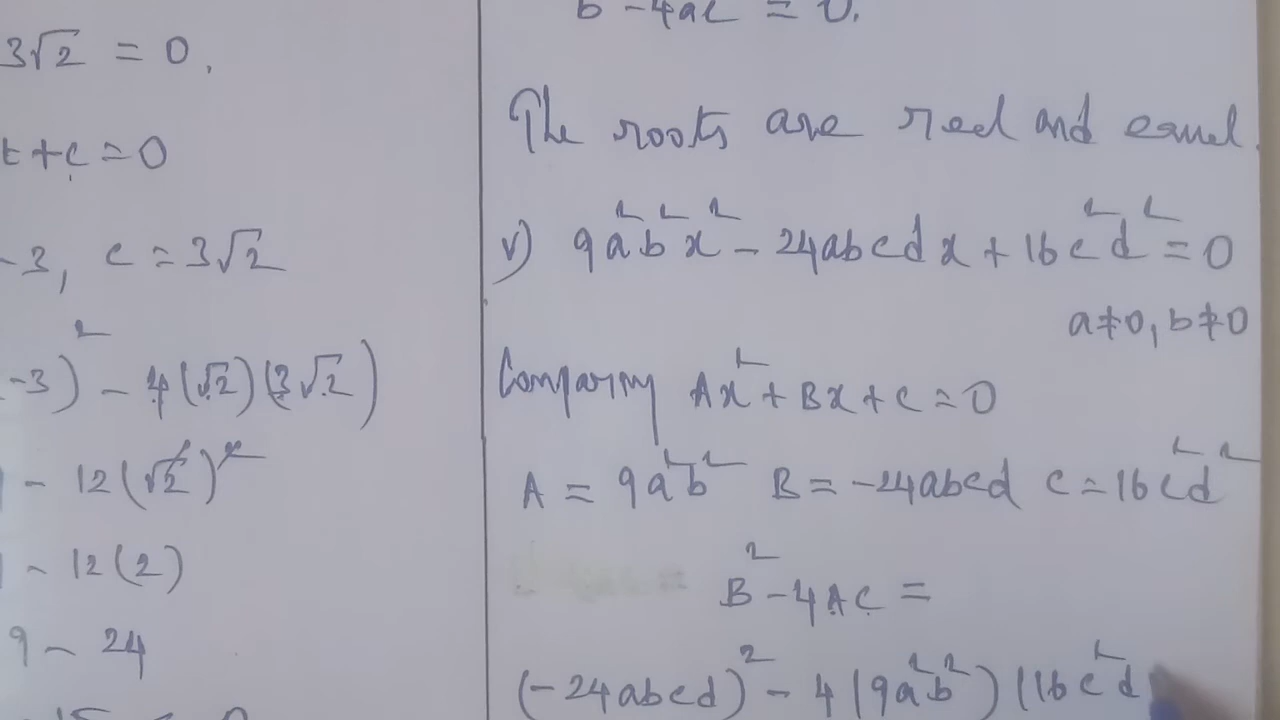 3√2 = 0.
t + c = 0
-3, c = 3√2
-3)² - 4(√2)(3√2)
- 12(√2)²
- 12(2)
9 - 24
b² - 4ac = 0.
The roots are real and equal.
v) 9a²b²x² - 24abcdx + 16c²d² = 0
a≠0, b≠0
Comparing Ax² + Bx + C = 0
A = 9a²b² B = -24abcd C = 16c²d²
B² - 4AC =
(-24abcd)² - 4(9a²b²)(16c²d